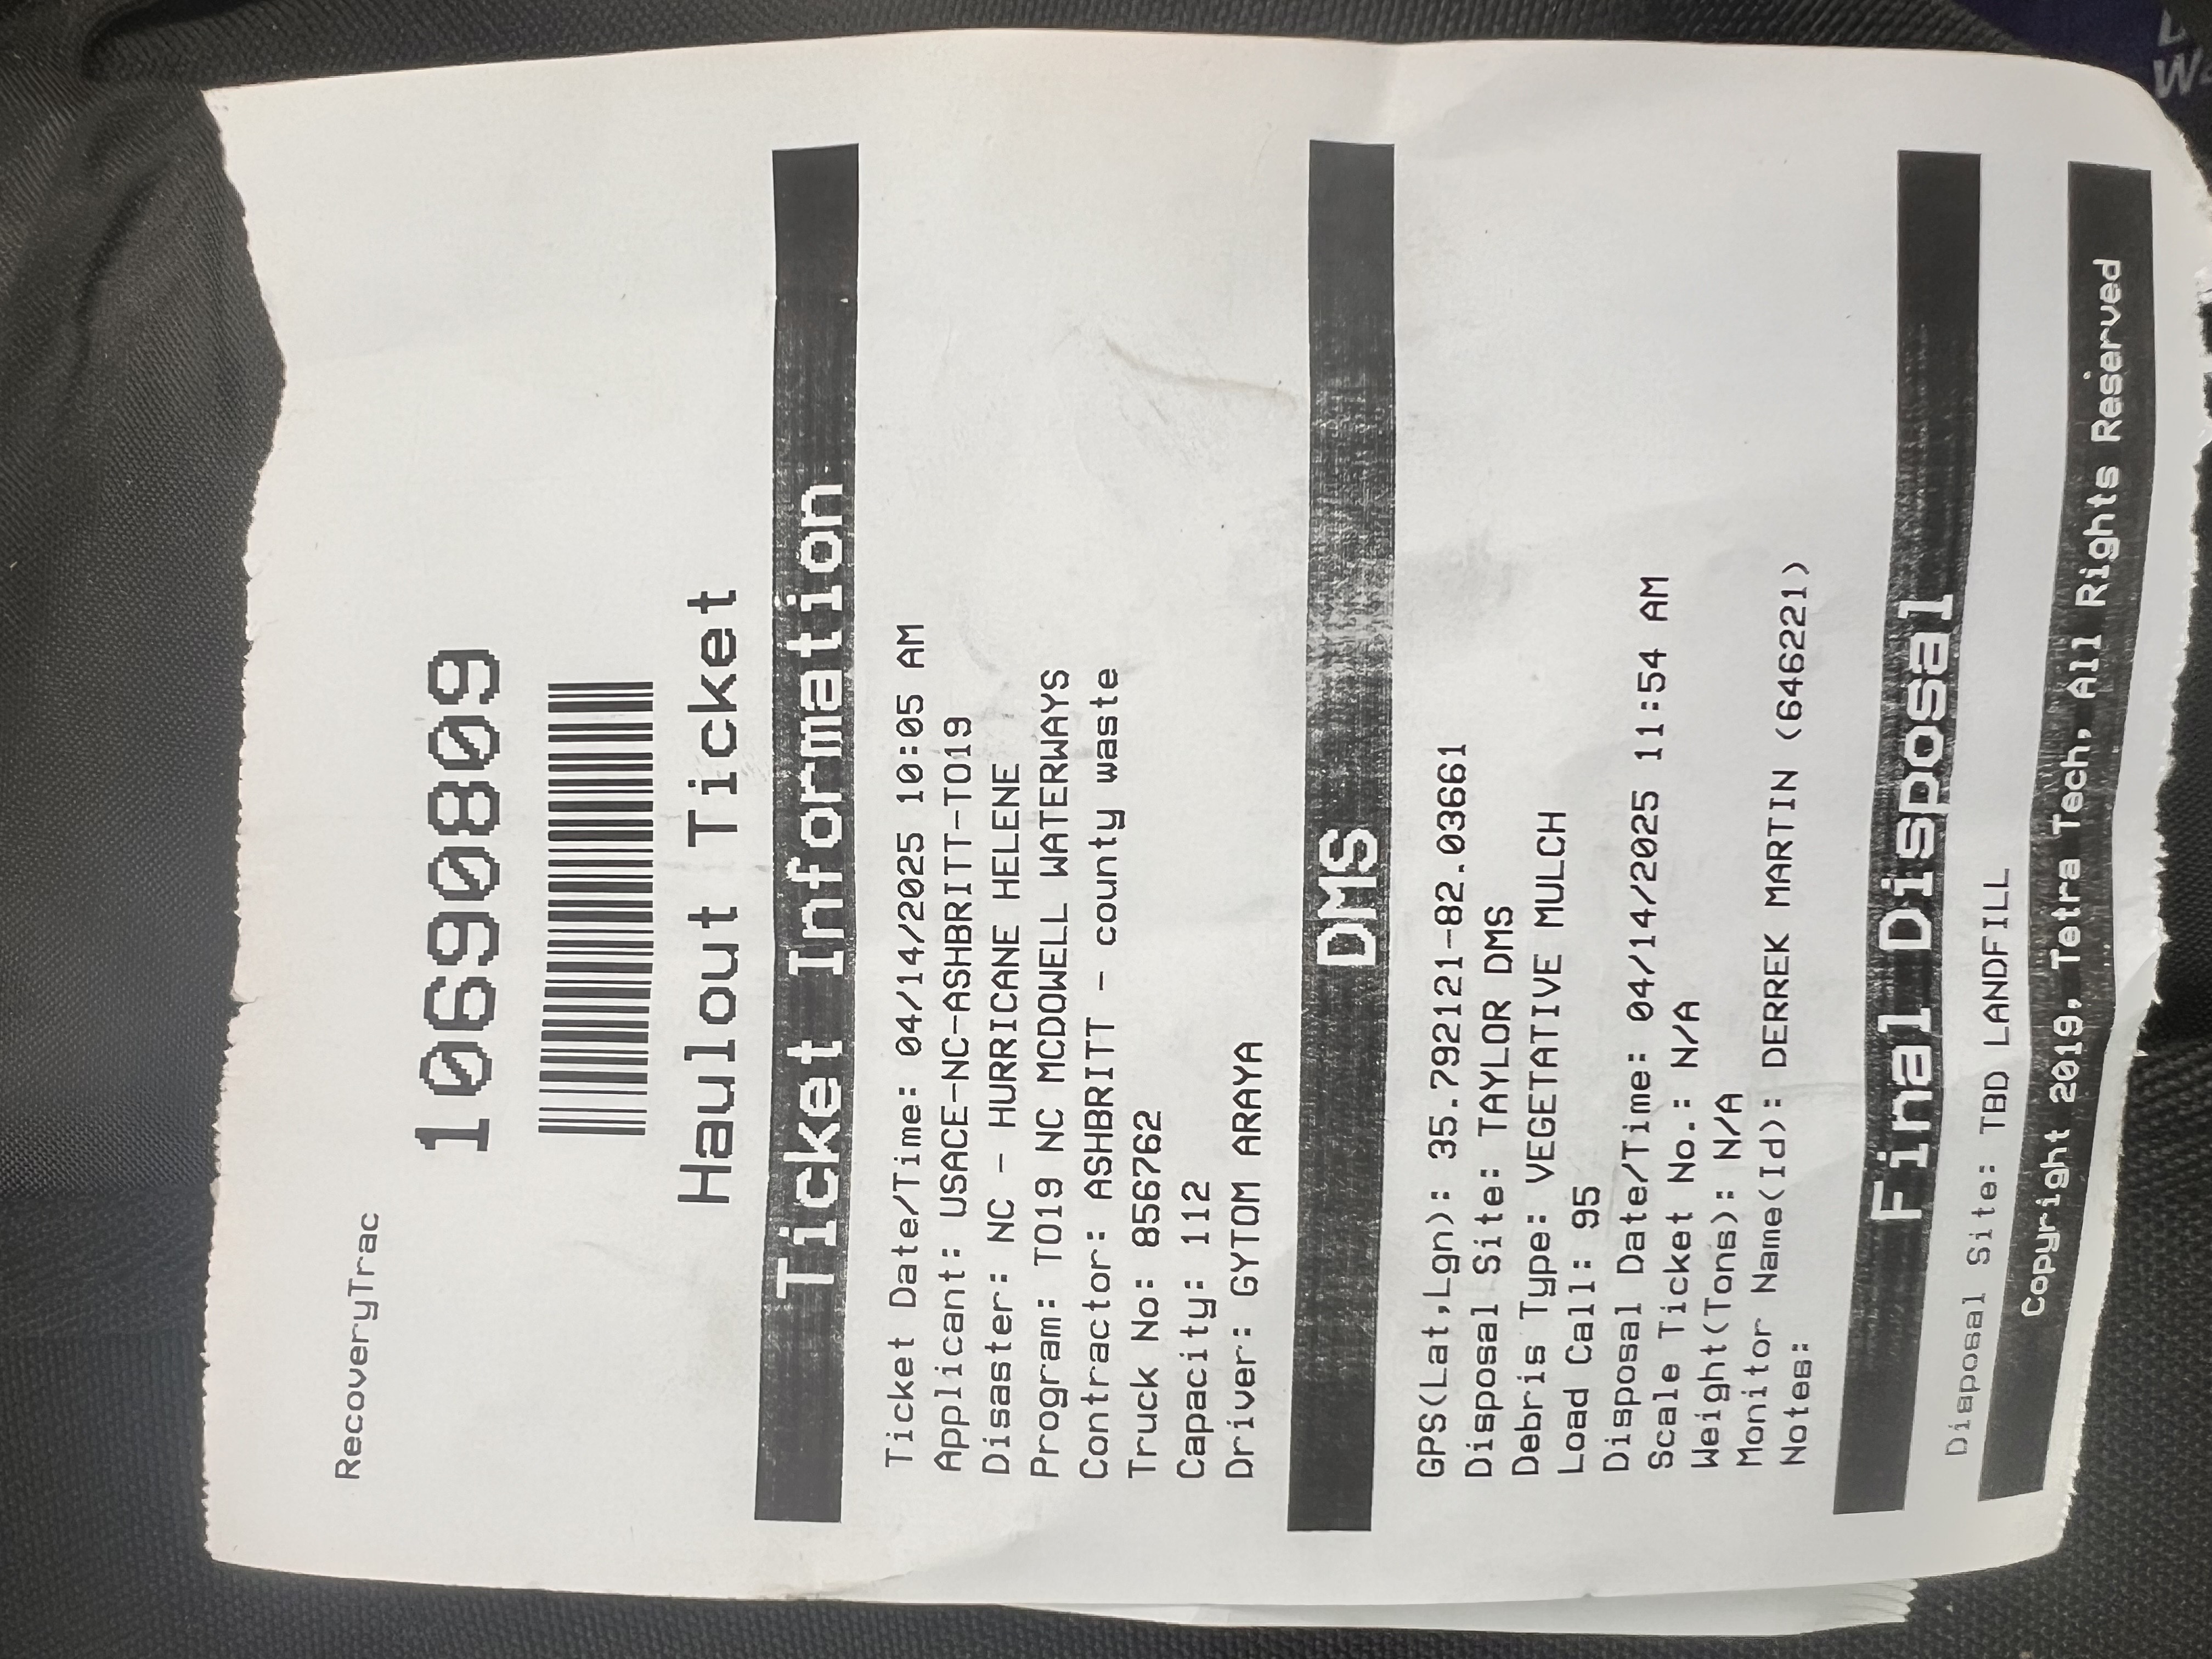 RecoveryTrac
10690809
Haulout Ticket
Ticket Information
Ticket Date/Time: 04/14/2025 10:05 AM
Applicant: USACE-NC-ASHBRITT-TO19
Disaster: NC - HURRICANE HELENE
Program: TO19 NC MCDOWELL WATERWAYS
Contractor: ASHBRITT - county waste
Truck No: 856762
Capacity: 112
Driver: GYTOM ARAYA
DMS
GPS(Lat,Lgn): 35.792121-82.03661
Disposal Site: TAYLOR DMS
Debris Type: VEGETATIVE MULCH
Load Call: 95
Disposal Date/Time: 04/14/2025 11:54 AM
Scale Ticket No.: N/A
Weight(Tons): N/A
Monitor Name(Id): DERREK MARTIN (646221)
Notes:
Final Disposal
Disposal Site: TBD LANDFILL
Copyright 2019, Tetra Tech, All Rights Reserved